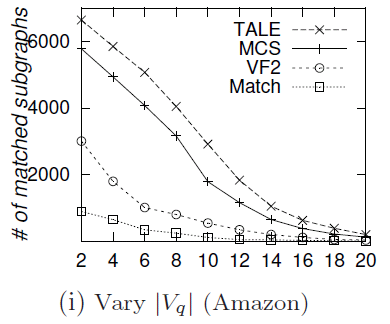 # of matched subgraphs
6000
4000
2000
TALE
MCS
VF2
Match
2 4 6 8 10 12 14 16 18 20
(i) Vary |Vq| (Amazon)